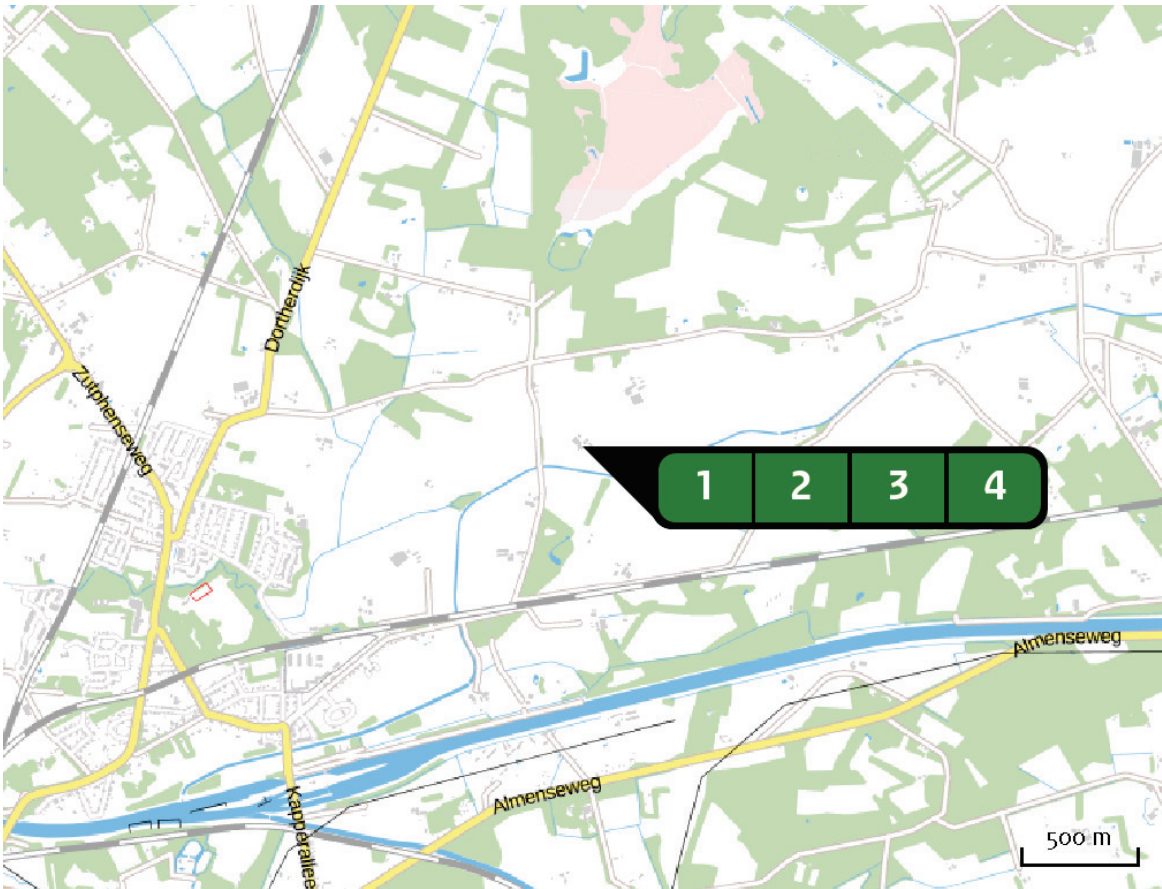 Dortherdijk
Zutphenseweg
1 2 3 4
Almenseweg
Almenseweg
Kapperallee
500 m